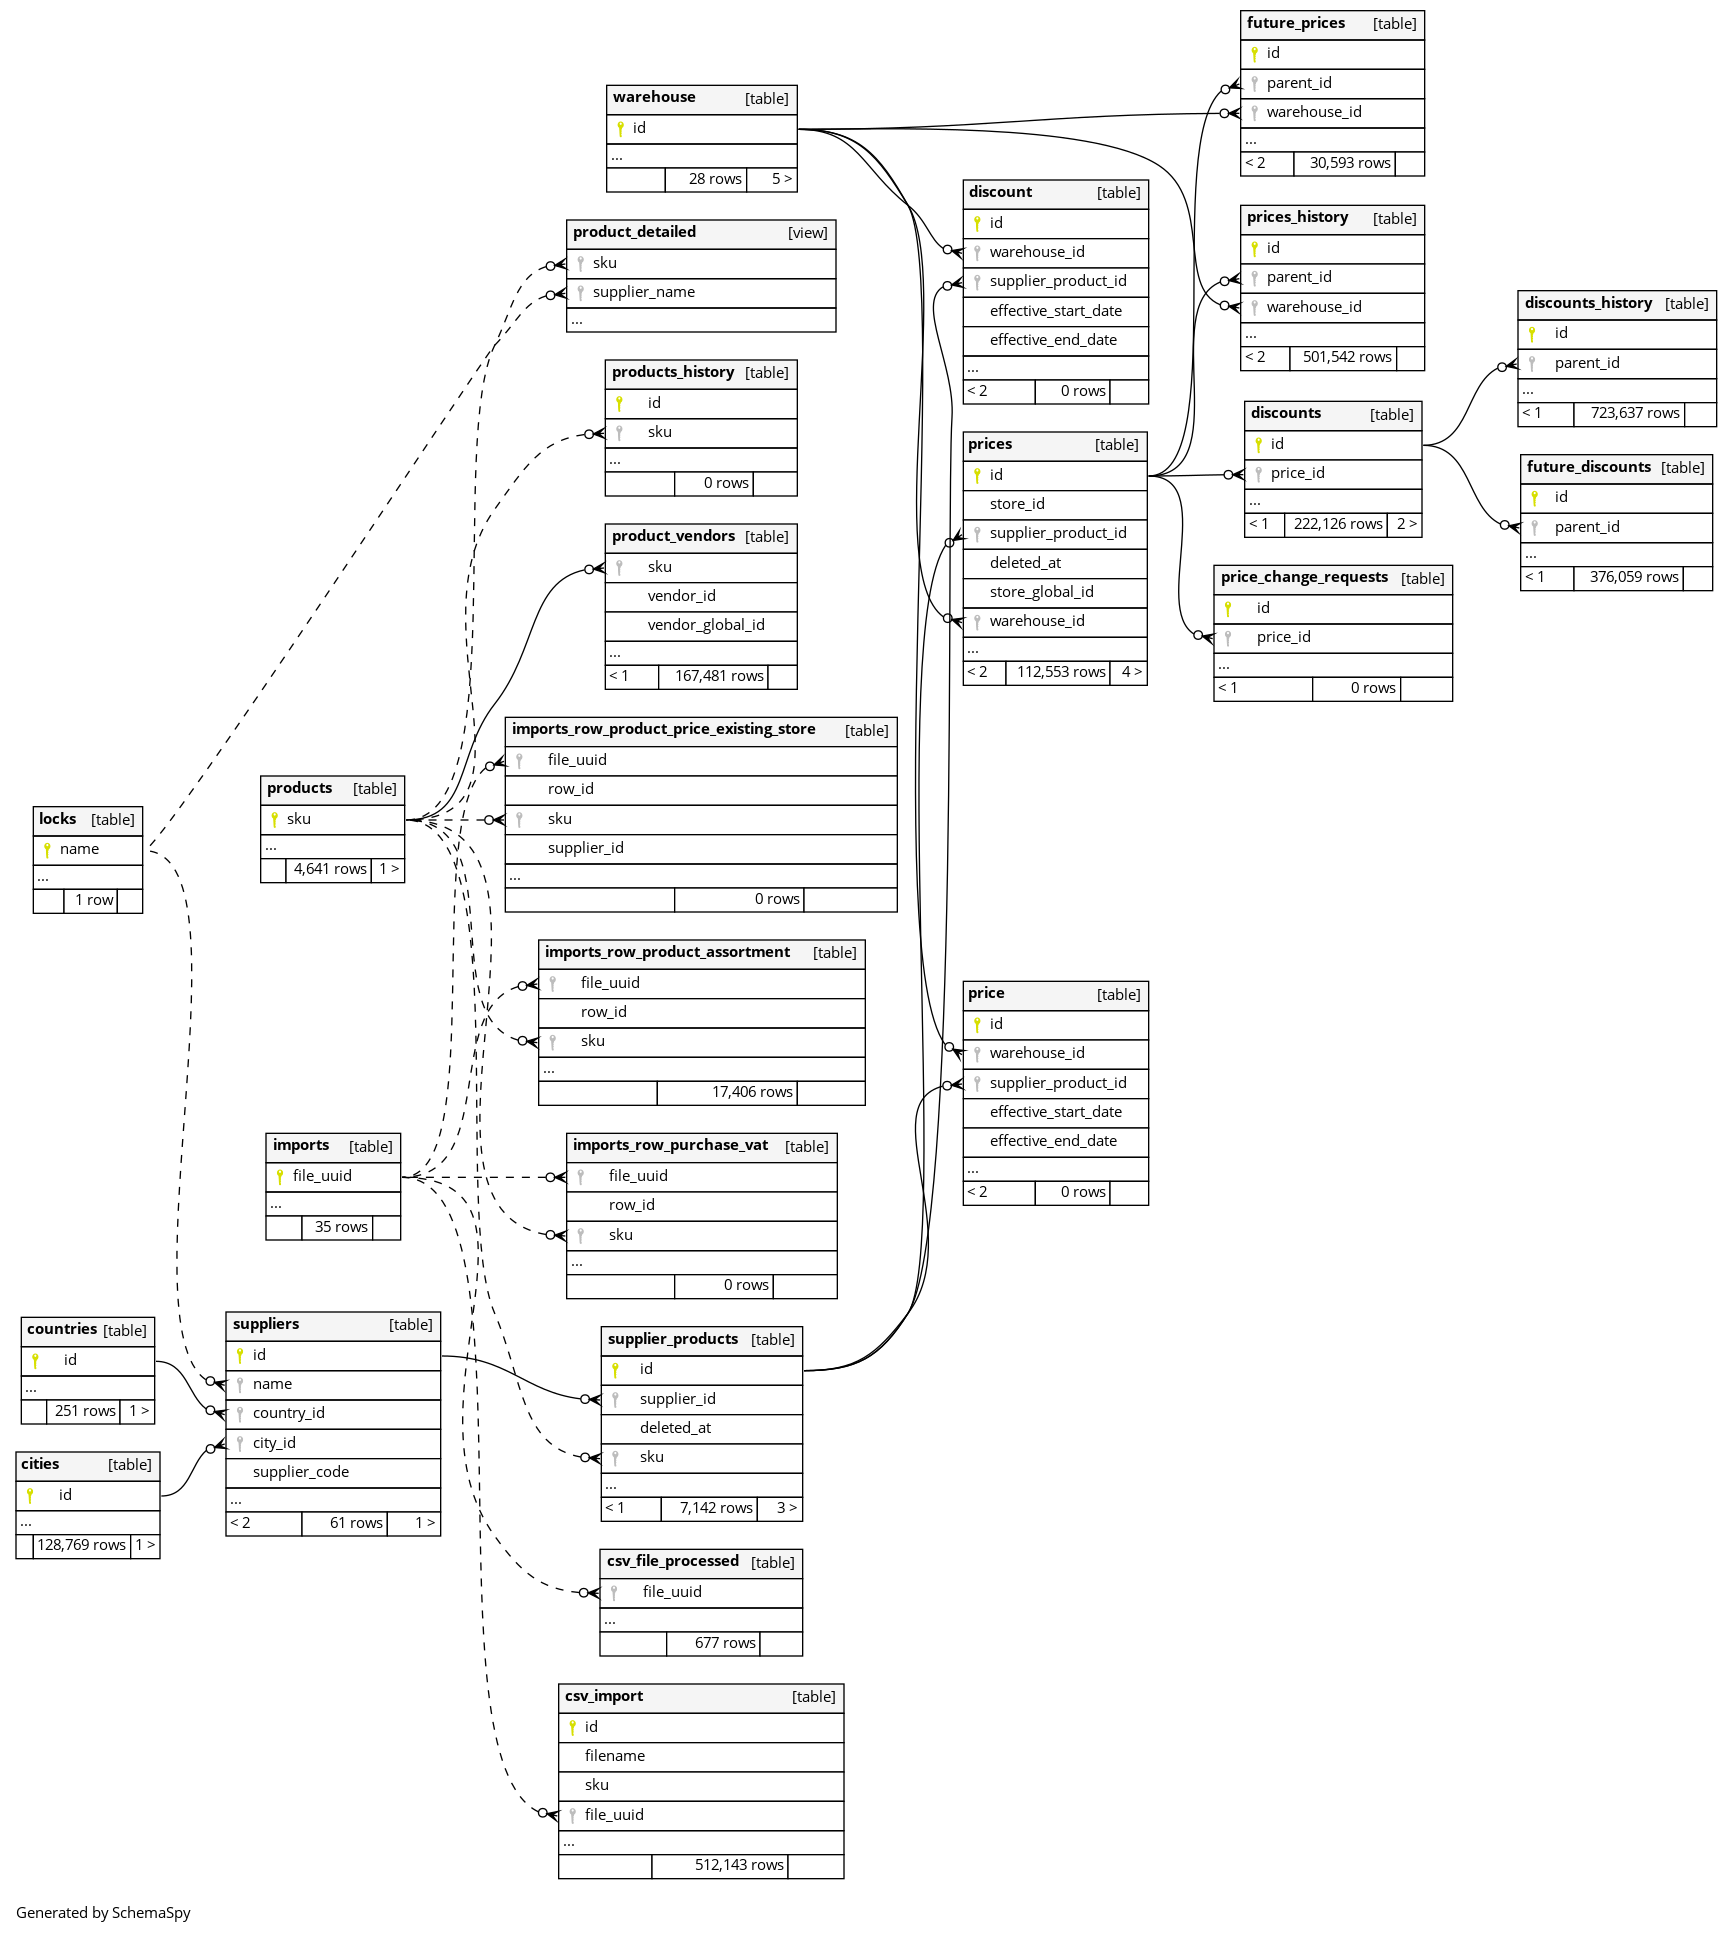 future_prices [table]
id
parent_id
warehouse_id
...
< 2 30,593 rows
warehouse [table]
id
...
28 rows 5 >
discount [table]
id
warehouse_id
supplier_product_id
effective_start_date
effective_end_date
...
< 2 0 rows
prices_history [table]
id
parent_id
warehouse_id
...
< 2 501,542 rows
product_detailed [view]
sku
supplier_name
...
discounts_history [table]
id
parent_id
...
< 1 723,637 rows
products_history [table]
id
sku
...
0 rows
discounts [table]
id
price_id
...
< 1 222,126 rows 2 >
prices [table]
id
store_id
supplier_product_id
deleted_at
store_global_id
warehouse_id
...
< 2 112,553 rows 4 >
future_discounts [table]
id
parent_id
...
< 1 376,059 rows
product_vendors [table]
sku
vendor_id
vendor_global_id
...
< 1 167,481 rows
price_change_requests [table]
id
price_id
...
< 1 0 rows
imports_row_product_price_existing_store [table]
file_uuid
row_id
sku
supplier_id
...
0 rows
products [table]
sku
...
4,641 rows 1 >
locks [table]
name
...
1 row
imports_row_product_assortment [table]
file_uuid
row_id
sku
...
17,406 rows
price [table]
id
warehouse_id
supplier_product_id
effective_start_date
effective_end_date
...
< 2 0 rows
imports [table]
file_uuid
...
35 rows
imports_row_purchase_vat [table]
file_uuid
row_id
sku
...
0 rows
countries [table]
id
...
251 rows 1 >
suppliers [table]
id
name
country_id
city_id
supplier_code
...
< 2 61 rows 1 >
supplier_products [table]
id
supplier_id
deleted_at
sku
...
< 1 7,142 rows 3 >
cities [table]
id
...
128,769 rows 1 >
csv_file_processed [table]
file_uuid
...
677 rows
csv_import [table]
id
filename
sku
file_uuid
...
512,143 rows
Generated by SchemaSpy